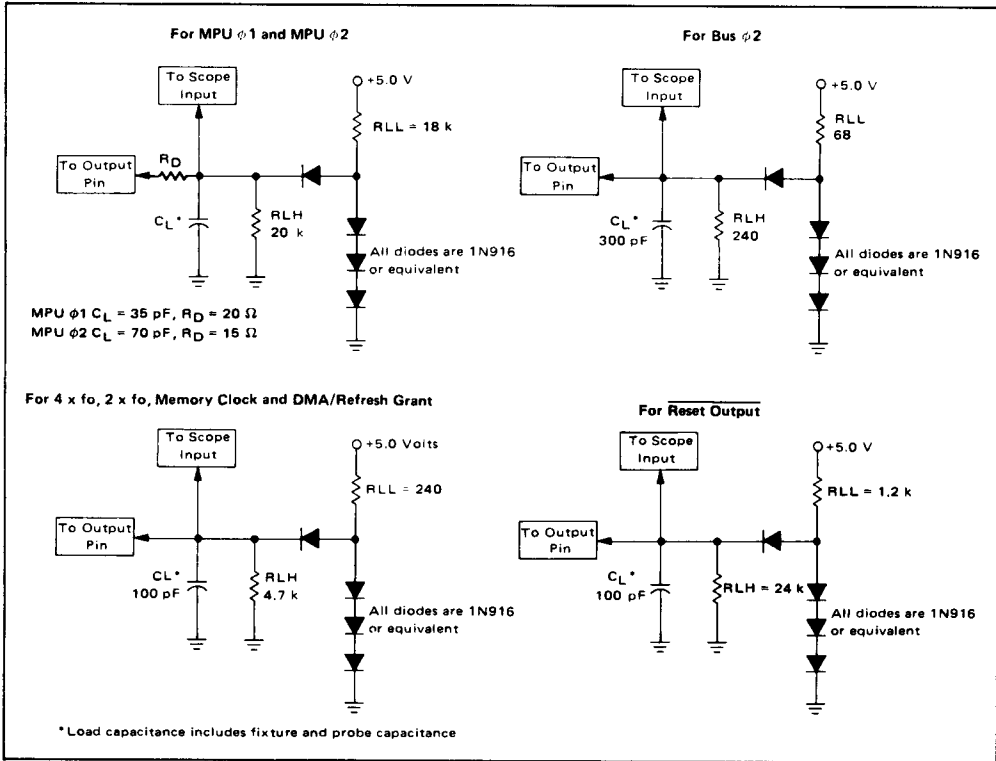 For MPU φ1 and MPU φ2
To Scope
Input
+5.0 V
RLL = 18 k
To Output
Pin
RD
CL*
RLH
20 k
All diodes are 1N916
or equivalent
MPU φ1 CL = 35 pF, RD = 20 Ω
MPU φ2 CL = 70 pF, RD = 15 Ω
For Bus φ2
To Scope
Input
+5.0 V
RLL
68
To Output
Pin
CL*
300 pF
RLH
240
All diodes are 1N916
or equivalent
For 4 x fo, 2 x fo, Memory Clock and DMA/Refresh Grant
To Scope
Input
+5.0 Volts
RLL = 240
To Output
Pin
CL*
100 pF
RLH
4.7 k
All diodes are 1N916
or equivalent
For Reset Output
To Scope
Input
+5.0 V
RLL = 1.2 k
To Output
Pin
CL*
100 pF
RLH = 24 k
All diodes are 1N916
or equivalent
*Load capacitance includes fixture and probe capacitance